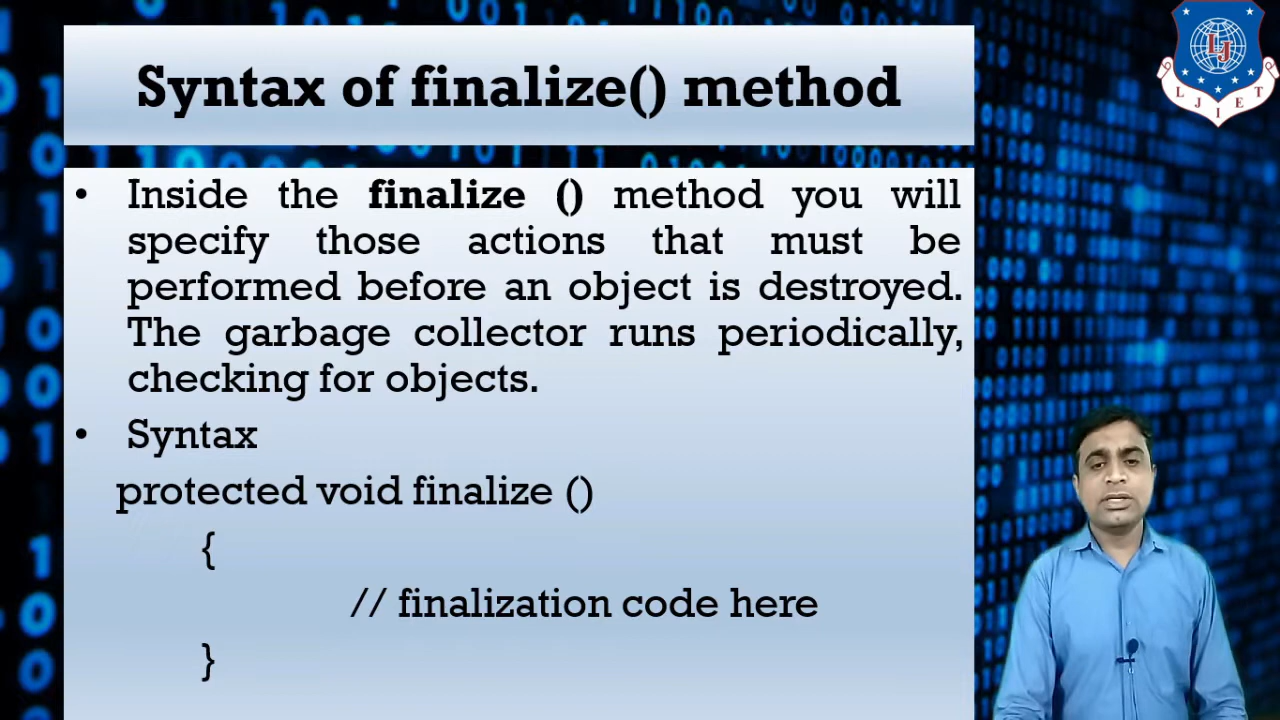 Syntax of finalize() method
• Inside the finalize () method you will
specify those actions that must be
performed before an object is destroyed.
The garbage collector runs periodically,
checking for objects.
• Syntax
protected void finalize ()
{
// finalization code here
}
LJ
L J I E T